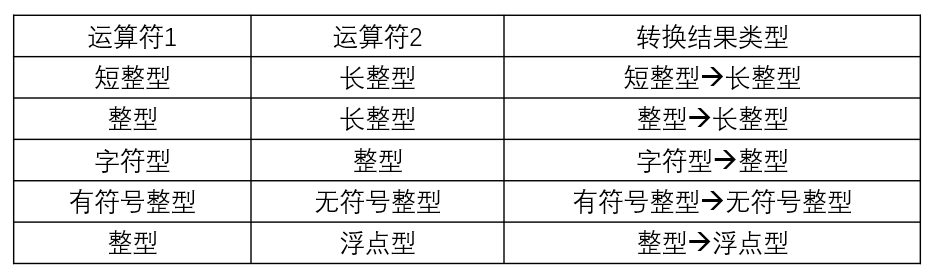 运算符1 运算符2 转换结果类型
短整型 长整型 短整型→长整型
整型 长整型 整型→长整型
字符型 整型 字符型→整型
有符号整型 无符号整型 有符号整型→无符号整型
整型 浮点型 整型→浮点型